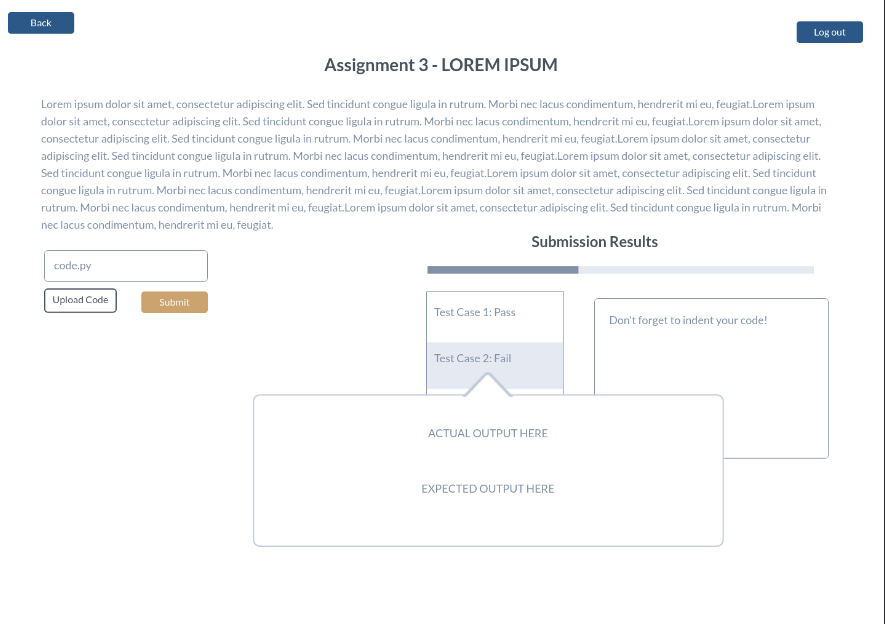 Back
Log out
Assignment 3 - LOREM IPSUM
Lorem ipsum dolor sit amet, consectetur adipiscing elit. Sed tincidunt congue ligula in rutrum. Morbi nec lacus condimentum, hendrerit mi eu, feugiat.Lorem ipsum
dolor sit amet, consectetur adipiscing elit. Sed tincidunt congue ligula in rutrum. Morbi nec lacus condimentum, hendrerit mi eu, feugiat.Lorem ipsum dolor sit amet,
consectetur adipiscing elit. Sed tincidunt congue ligula in rutrum. Morbi nec lacus condimentum, hendrerit mi eu, feugiat.Lorem ipsum dolor sit amet, consectetur
adipiscing elit. Sed tincidunt congue ligula in rutrum. Morbi nec lacus condimentum, hendrerit mi eu, feugiat.Lorem ipsum dolor sit amet, consectetur adipiscing elit.
Sed tincidunt congue ligula in rutrum. Morbi nec lacus condimentum, hendrerit mi eu, feugiat.Lorem ipsum dolor sit amet, consectetur adipiscing elit. Sed tincidunt
congue ligula in rutrum. Morbi nec lacus condimentum, hendrerit mi eu, feugiat.Lorem ipsum dolor sit amet, consectetur adipiscing elit. Sed tincidunt congue ligula in
rutrum. Morbi nec lacus condimentum, hendrerit mi eu, feugiat.Lorem ipsum dolor sit amet, consectetur adipiscing elit. Sed tincidunt congue ligula in rutrum. Morbi
nec lacus condimentum, hendrerit mi eu, feugiat.
code.py
Upload Code
Submit
Submission Results
Test Case 1: Pass
Test Case 2: Fail
Don't forget to indent your code!
ACTUAL OUTPUT HERE
EXPECTED OUTPUT HERE